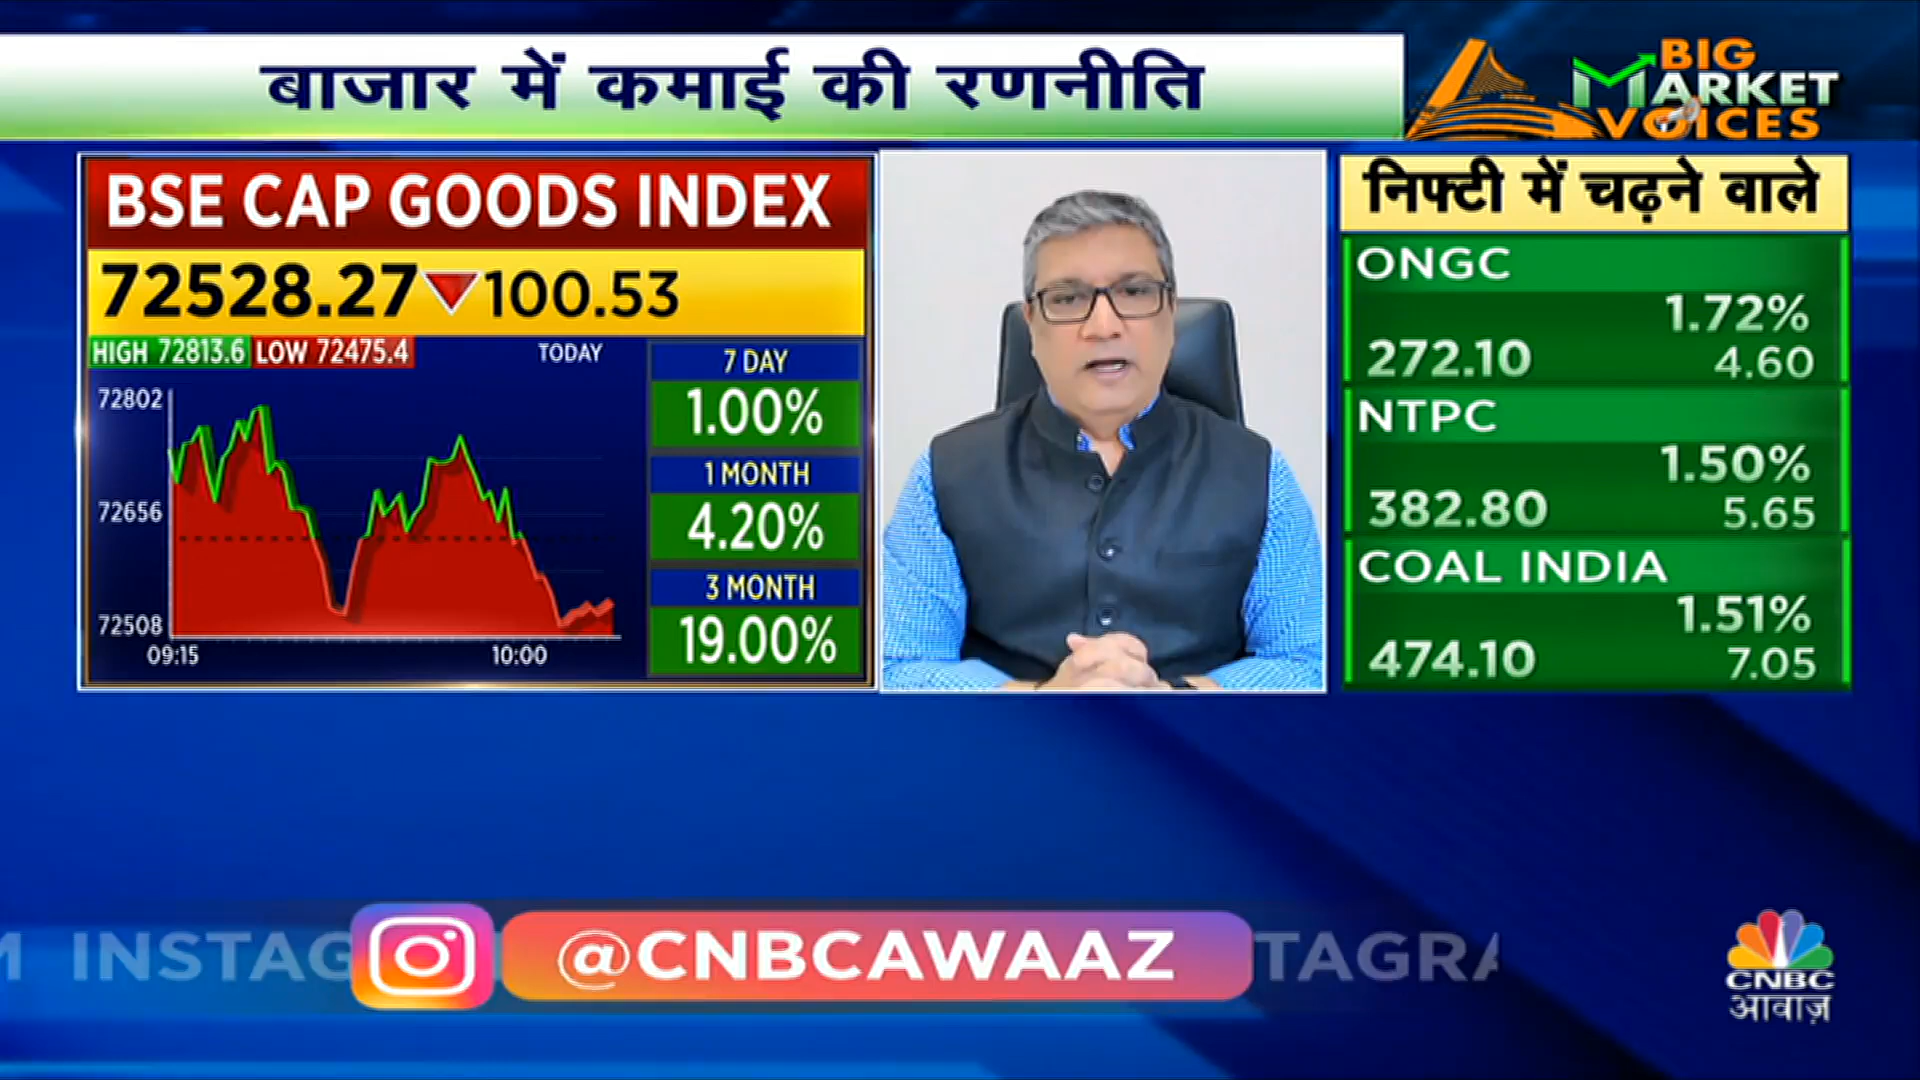 बाजार में कमाई की रणनीति
BIG
MARKET
VOICES
BSE CAP GOODS INDEX
72528.27 100.53
HIGH 72813.6 LOW 72475.4 TODAY
72802
72656
72508
09:15 10:00
7 DAY
1.00%
1 MONTH
4.20%
3 MONTH
19.00%
निफ्टी में चढ़ने वाले
ONGC
1.72%
272.10 4.60
NTPC
1.50%
382.80 5.65
COAL INDIA
1.51%
474.10 7.05
M INSTAG @CNBCAWAAZ TAGRA
CNBC
आवाज़